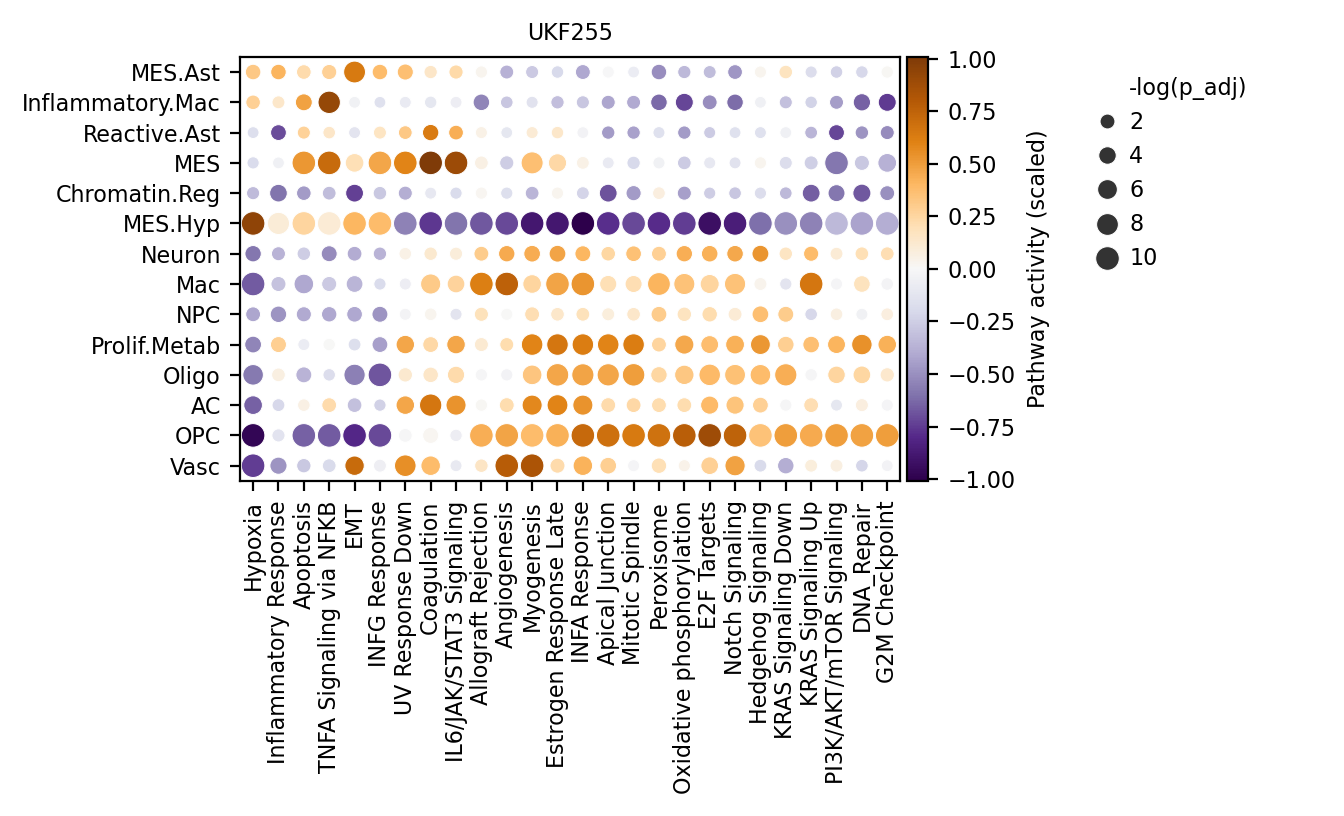 UKF255
MES.Ast
Inflammatory.Mac
Reactive.Ast
MES
Chromatin.Reg
MES.Hyp
Neuron
Mac
NPC
Prolif.Metab
Oligo
AC
OPC
Vasc
Hypoxia
Inflammatory Response
Apoptosis
TNFA Signaling via NFKB
EMT
INFG Response
UV Response Down
Coagulation
IL6/JAK/STAT3 Signaling
Allograft Rejection
Angiogenesis
Myogenesis
Estrogen Response Late
INFA Response
Apical Junction
Mitotic Spindle
Peroxisome
Oxidative phosphorylation
E2F Targets
Notch Signaling
Hedgehog Signaling
KRAS Signaling Down
KRAS Signaling Up
PI3K/AKT/mTOR Signaling
DNA_Repair
G2M Checkpoint
1.00
0.75
0.50
0.25
0.00
−0.25
−0.50
−0.75
−1.00
Pathway activity (scaled)
-log(p_adj)
2
4
6
8
10